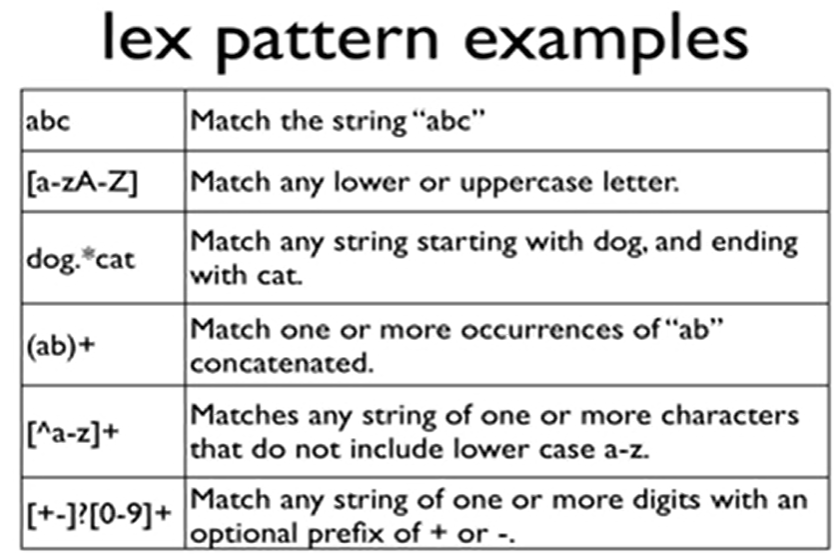 lex pattern examples
abc
Match the string “abc”
[a-zA-Z]
Match any lower or uppercase letter.
dog.*cat
Match any string starting with dog, and ending
with cat.
(ab)+
Match one or more occurrences of “ab”
concatenated.
[^a-z]+
Matches any string of one or more characters
that do not include lower case a-z.
[+-]?[0-9]+
Match any string of one or more digits with an
optional prefix of + or -.